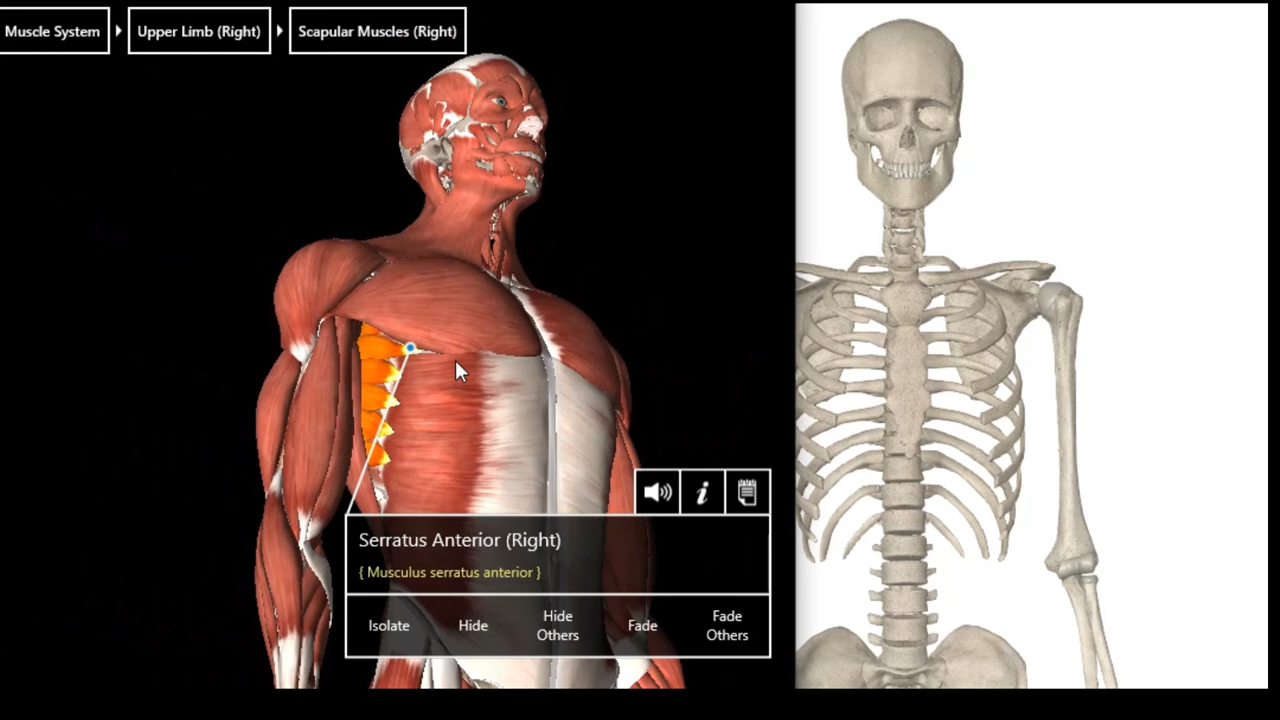 Muscle System
Upper Limb (Right)
Scapular Muscles (Right)
i
Serratus Anterior (Right)
{ Musculus serratus anterior }
Isolate
Hide
Hide
Others
Fade
Fade
Others